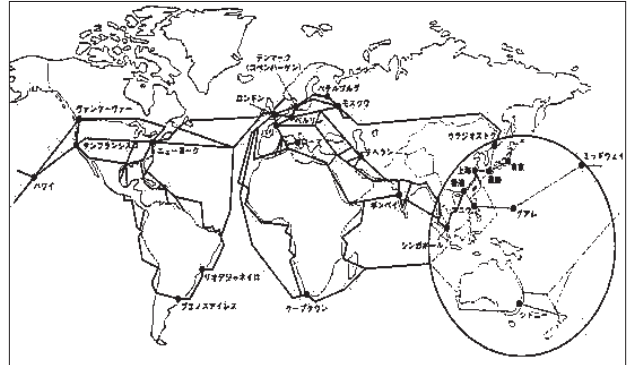 デンマーク
(コペンハーゲン)
ペテルブルグ
ロンドン
モスクワ
ヴァンクーヴァー
ベルリン
サンフランシスコ
ニューヨーク
テヘラン
ウラジオストク
ミッドウェイ
上海
東京
長崎
香港
ハワイ
ボンベイ
マニラ
グアム
シンガポール
リオデジャネイロ
ブエノスアイレス
ケープタウン
シドニー